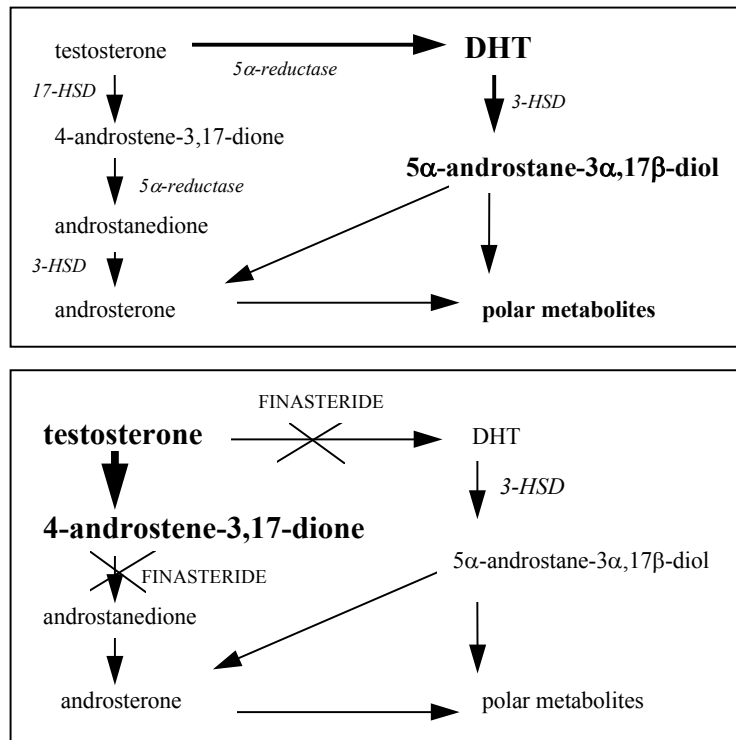 testosterone
DHT
5α-reductase
17-HSD
3-HSD
4-androstene-3,17-dione
5α-androstane-3α,17β-diol
5α-reductase
androstanedione
3-HSD
androsterone
polar metabolites
FINASTERIDE
testosterone
DHT
3-HSD
4-androstene-3,17-dione
5α-androstane-3α,17β-diol
FINASTERIDE
androstanedione
androsterone
polar metabolites